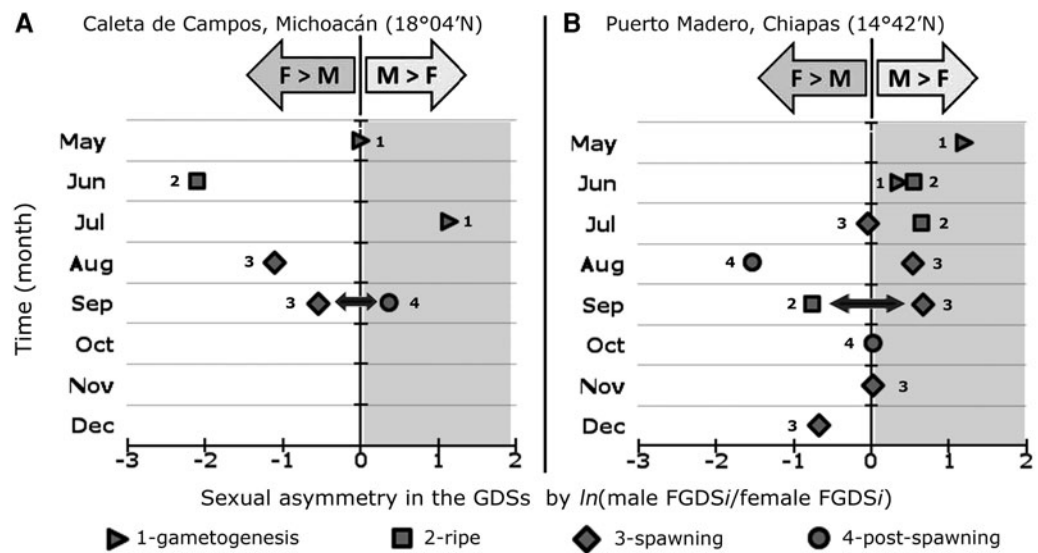 A Caleta de Campos, Michoacán (18°04’N)
F > M M > F
May 1
Jun 2
Jul 1
Aug 3
Sep 3 4
Oct
Nov
Dec
-3 -2 -1 0 1 2
B Puerto Madero, Chiapas (14°42’N)
F > M M > F
May 1
Jun 1 2
Jul 3 2
Aug 4 3
Sep 2 3
Oct 4
Nov 3
Dec 3
-3 -2 -1 0 1 2
Time (month)
Sexual asymmetry in the GDSs by ln(male FGDSi/female FGDSi)
1-gametogenesis 2-ripe 3-spawning 4-post-spawning